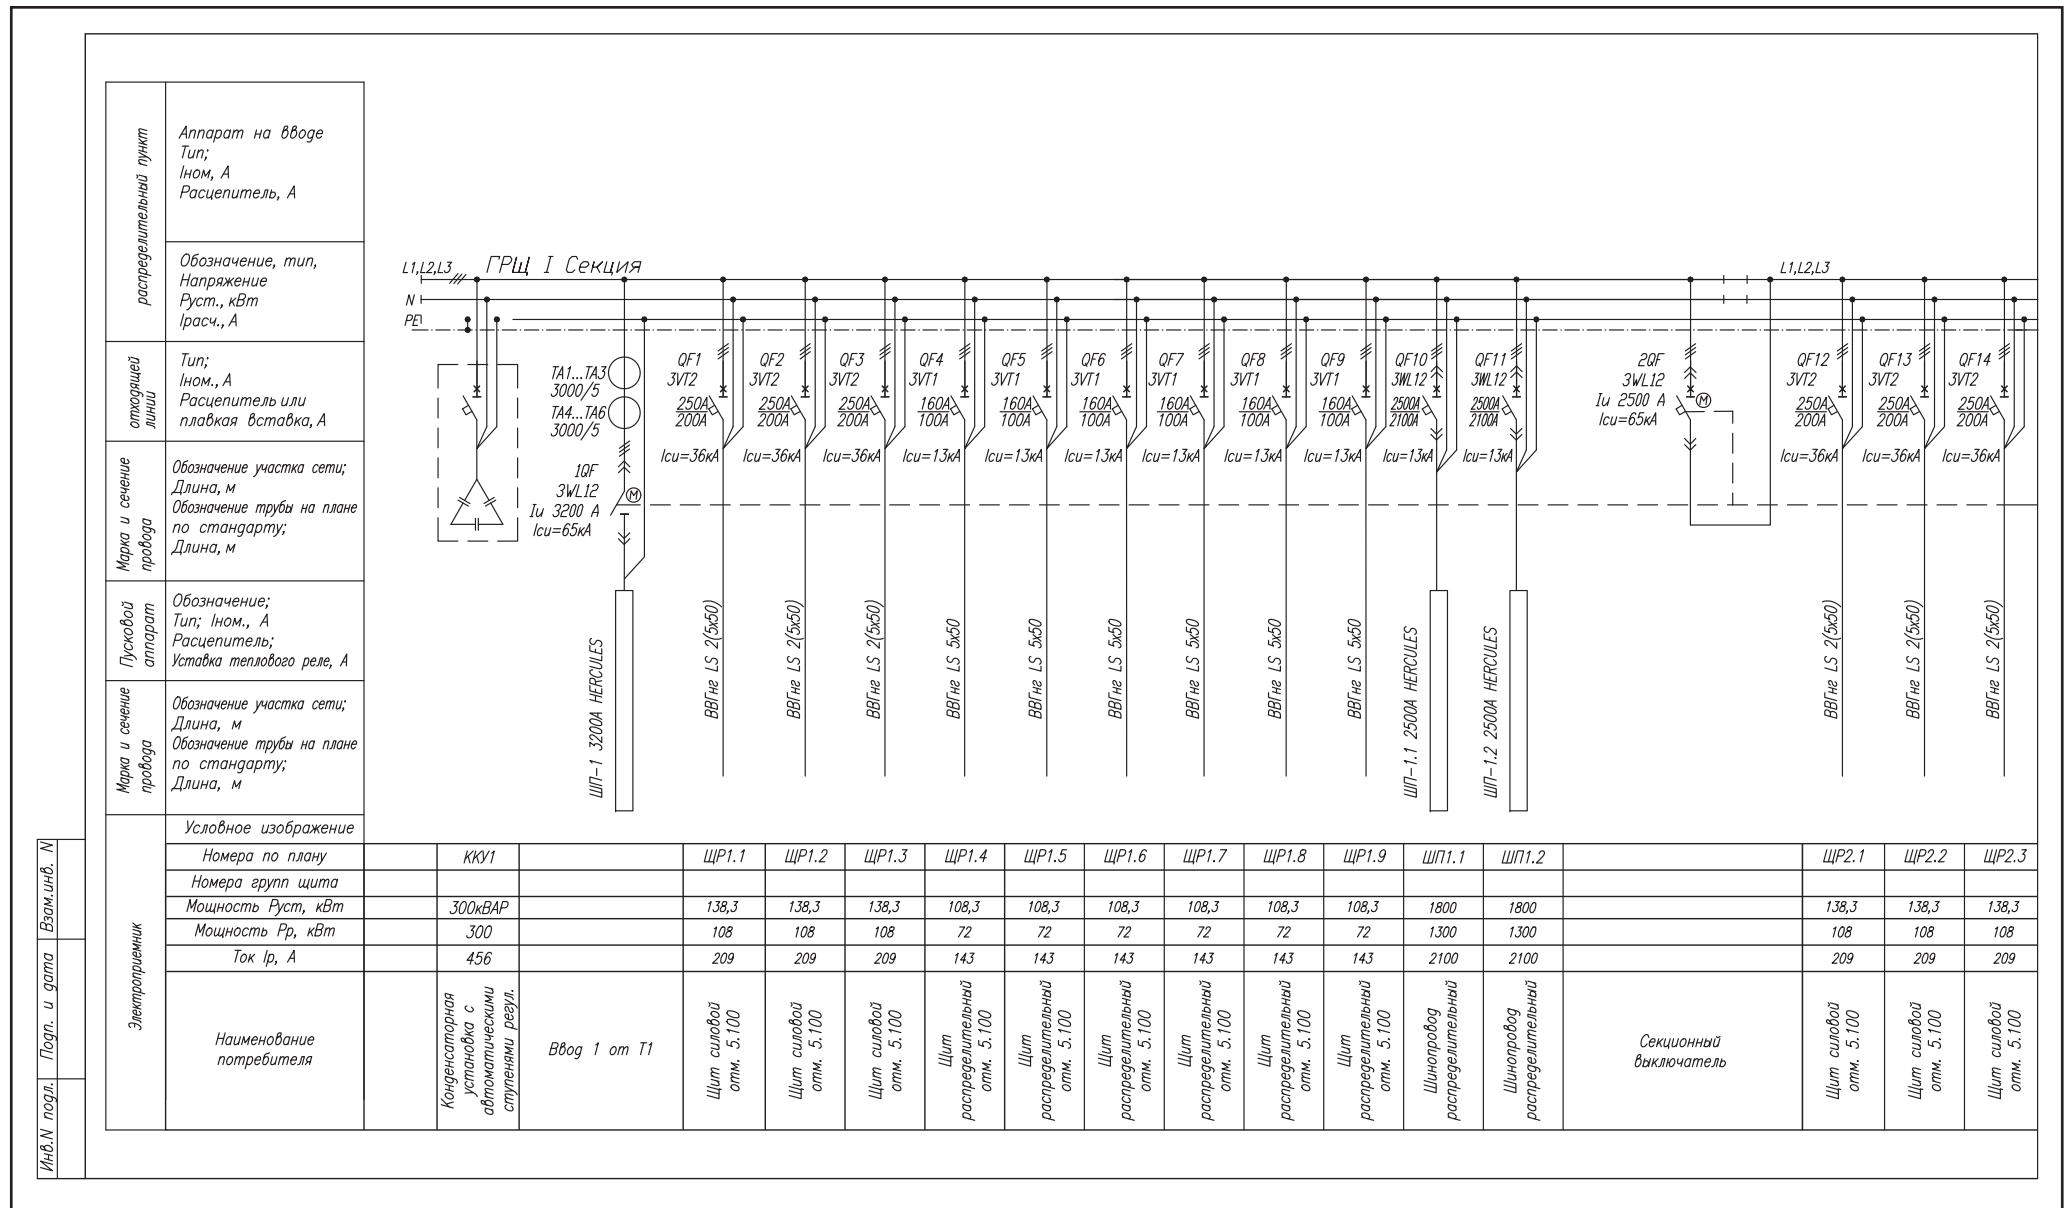 распределительный пункт
Аппарат на вводе
Тип;
Iном, А
Расцепитель, А
Обозначение, тип,
Напряжение
Руст., кВт
Iрасч., А
отходящей
линии
Тип;
Iном., А
Расцепитель или
плавкая вставка, А
Марка и сечение
провода
Обозначение участка сети;
Длина, м
Обозначение трубы на плане
по стандарту;
Длина, м
Пусковой
аппарат
Обозначение;
Тип; Iном., А
Расцепитель;
Уставка теплового реле, А
Марка и сечение
провода
Обозначение участка сети;
Длина, м
Обозначение трубы на плане
по стандарту;
Длина, м
L1,L2,L3
ГРЩ I Секция
L1,L2,L3
N
PE
TA1...TA3
3000/5
TA4...TA6
3000/5
1QF
3WL12
Iu 3200 A
Icu=65кА
M
QF1
3VT2
250A
200A
Icu=36кА
QF2
3VT2
250A
200A
Icu=36кА
QF3
3VT2
250A
200A
Icu=36кА
QF4
3VT1
160A
100A
Icu=13кА
QF5
3VT1
160A
100A
Icu=13кА
QF6
3VT1
160A
100A
Icu=13кА
QF7
3VT1
160A
100A
Icu=13кА
QF8
3VT1
160A
100A
Icu=13кА
QF9
3VT1
160A
100A
Icu=13кА
QF10
3WL12
2500A
2100A
Icu=13кА
QF11
3WL12
2500A
2100A
Icu=13кА
2QF
3WL12
Iu 2500 A
Icu=65кА
M
QF12
3VT2
250A
200A
Icu=36кА
QF13
3VT2
250A
200A
Icu=36кА
QF14
3VT2
250A
200A
Icu=36кА
ШП-1 3200А HERCULES
ВВГнг LS 2(5x50)
ВВГнг LS 2(5x50)
ВВГнг LS 2(5x50)
ВВГнг LS 5x50
ВВГнг LS 5x50
ВВГнг LS 5x50
ВВГнг LS 5x50
ВВГнг LS 5x50
ВВГнг LS 5x50
ШП-1.1 2500А HERCULES
ШП-1.2 2500А HERCULES
ВВГнг LS 2(5x50)
ВВГнг LS 2(5x50)
ВВГнг LS 2(5x50)
Электроприемник
Условное изображение
Номера по плану ККУ1 ЩР1.1 ЩР1.2 ЩР1.3 ЩР1.4 ЩР1.5 ЩР1.6 ЩР1.7 ЩР1.8 ЩР1.9 ШП1.1 ШП1.2 ЩР2.1 ЩР2.2 ЩР2.3
Номера групп щита
Мощность Руст, кВт 300кВАР 138,3 138,3 138,3 108,3 108,3 108,3 108,3 108,3 108,3 1800 1800 138,3 138,3 138,3
Мощность Рр, кВт 300 108 108 108 72 72 72 72 72 72 1300 1300 108 108 108
Ток Iр, А 456 209 209 209 143 143 143 143 143 143 2100 2100 209 209 209
Наименование
потребителя
Конденсаторная
установка с
автоматическими
ступенями регул.
Ввод 1 от Т1
Щит силовой
отм. 5.100
Щит силовой
отм. 5.100
Щит силовой
отм. 5.100
Щит
распределительный
отм. 5.100
Щит
распределительный
отм. 5.100
Щит
распределительный
отм. 5.100
Щит
распределительный
отм. 5.100
Щит
распределительный
отм. 5.100
Щит
распределительный
отм. 5.100
Шинопровод
распределительный
Шинопровод
распределительный
Секционный
выключатель
Щит силовой
отм. 5.100
Щит силовой
отм. 5.100
Щит силовой
отм. 5.100
Взам.инв. N
Подп. и дата
Инв.N подл.